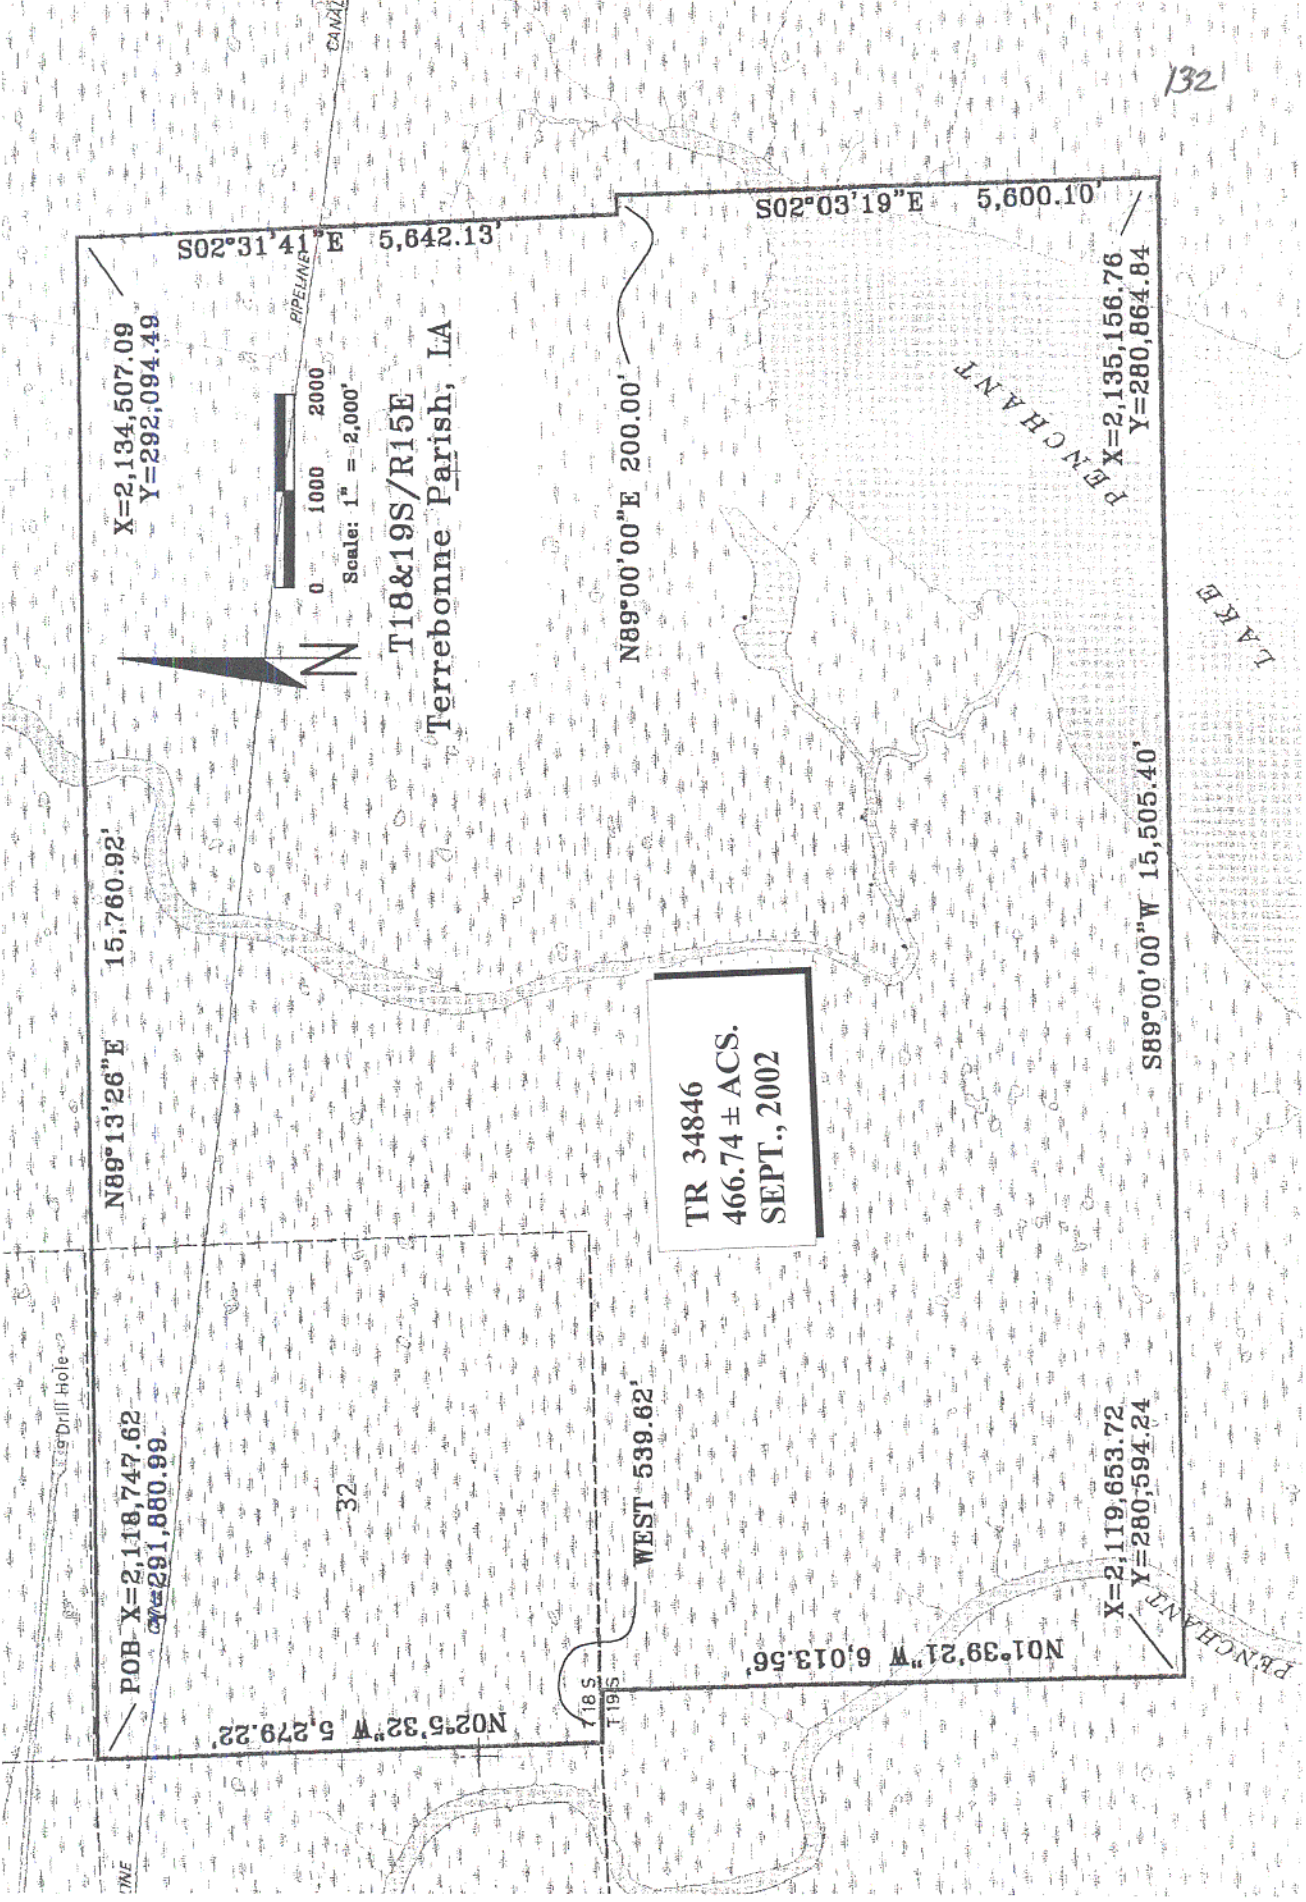 132
CANAL
PIPELINE
S02°31'41"E 5,642.13'
S02°03'19"E 5,600.10'
X=2,134,507.09
Y=292,094.49
0 1000 2000
Scale: 1" = 2,000'
N
T18&19S/R15E
Terrebonne Parish, LA
N89°00'00"E 200.00'
X=2,135,156.76
Y=280,864.84
LAKE
PENCHANT
N89°13'26"E 15,760.92'
S89°00'00"W 15,505.40'
TR 34846
466.74 ± ACS.
SEPT., 2002
Drill Hole
POB X=2,118,747.62
Y=291,880.99
32
WEST 539.62'
T18S
T19S
N02°5'32"W 5,279.22'
N01°39'21"W 6,013.56'
X=2,119,653.72
Y=280,594.24
PENCHANT